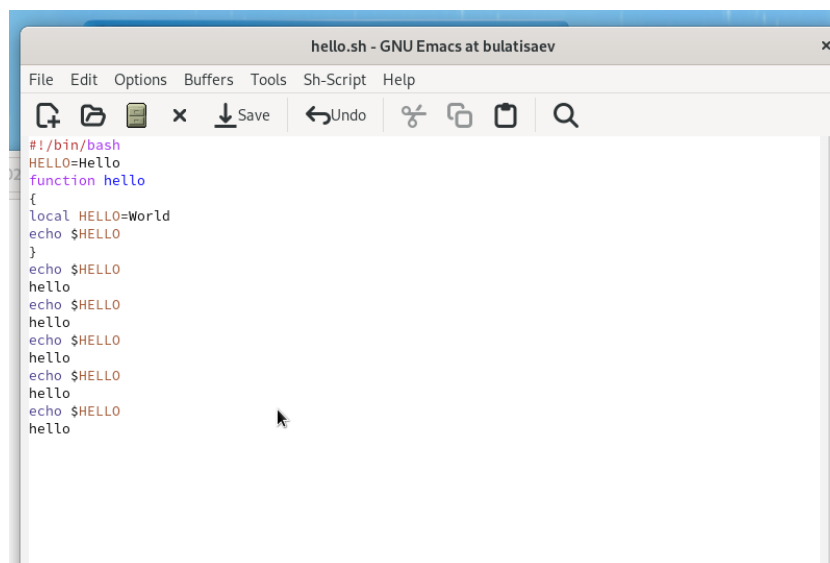 hello.sh - GNU Emacs at bulatisaev
File Edit Options Buffers Tools Sh-Script Help
Save Undo
#!/bin/bash
HELLO=Hello
function hello
{
local HELLO=World
echo $HELLO
}
echo $HELLO
hello
echo $HELLO
hello
echo $HELLO
hello
echo $HELLO
hello
echo $HELLO
hello